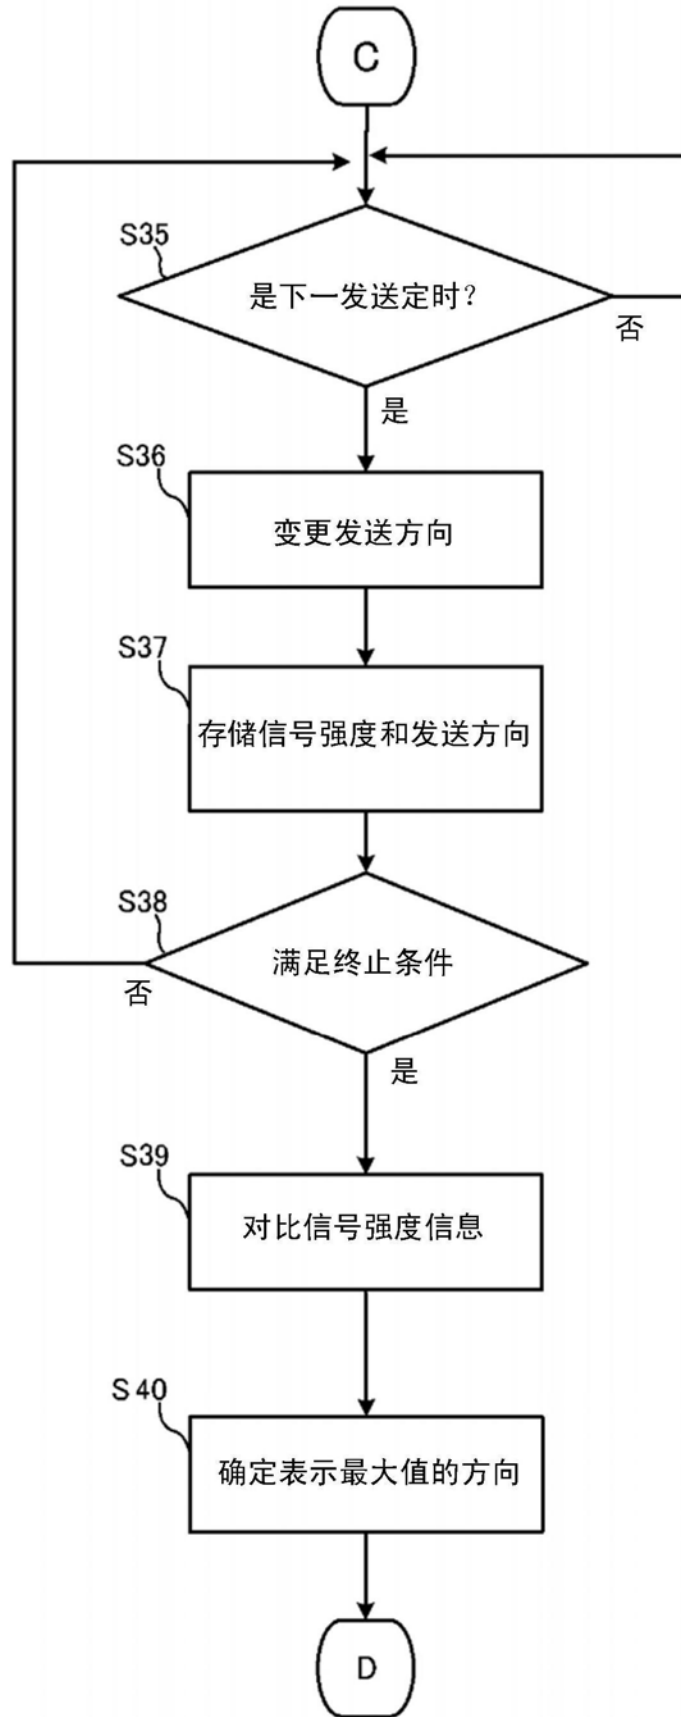 C
S35
是下一发送定时？
否
是
S36
变更发送方向
S37
存储信号强度和发送方向
S38
满足终止条件
否
是
S39
对比信号强度信息
S40
确定表示最大值的方向
D